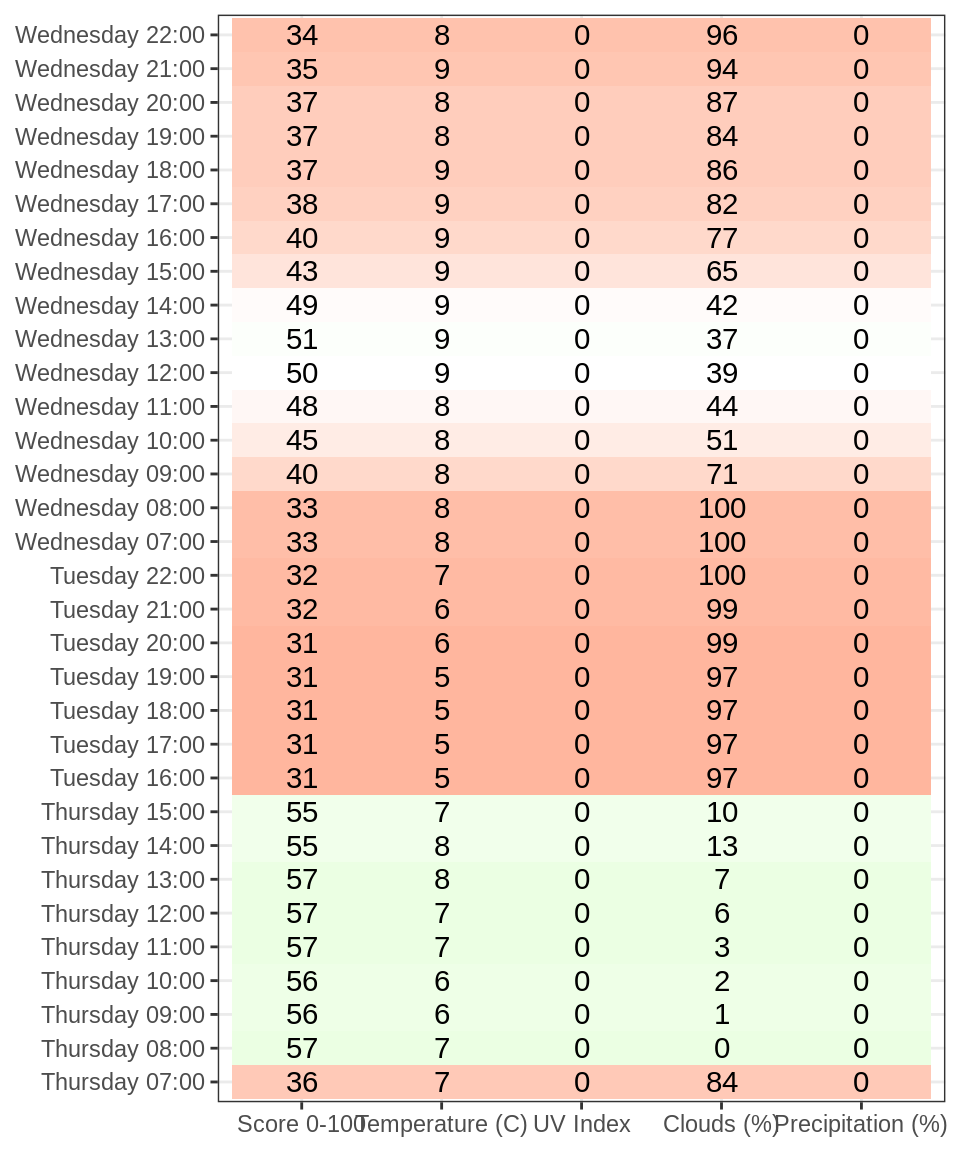 Wednesday 22:00 34 8 0 96 0
Wednesday 21:00 35 9 0 94 0
Wednesday 20:00 37 8 0 87 0
Wednesday 19:00 37 8 0 84 0
Wednesday 18:00 37 9 0 86 0
Wednesday 17:00 38 9 0 82 0
Wednesday 16:00 40 9 0 77 0
Wednesday 15:00 43 9 0 65 0
Wednesday 14:00 49 9 0 42 0
Wednesday 13:00 51 9 0 37 0
Wednesday 12:00 50 9 0 39 0
Wednesday 11:00 48 8 0 44 0
Wednesday 10:00 45 8 0 51 0
Wednesday 09:00 40 8 0 71 0
Wednesday 08:00 33 8 0 100 0
Wednesday 07:00 33 8 0 100 0
Tuesday 22:00 32 7 0 100 0
Tuesday 21:00 32 6 0 99 0
Tuesday 20:00 31 6 0 99 0
Tuesday 19:00 31 5 0 97 0
Tuesday 18:00 31 5 0 97 0
Tuesday 17:00 31 5 0 97 0
Tuesday 16:00 31 5 0 97 0
Thursday 15:00 55 7 0 10 0
Thursday 14:00 55 8 0 13 0
Thursday 13:00 57 8 0 7 0
Thursday 12:00 57 7 0 6 0
Thursday 11:00 57 7 0 3 0
Thursday 10:00 56 6 0 2 0
Thursday 09:00 56 6 0 1 0
Thursday 08:00 57 7 0 0 0
Thursday 07:00 36 7 0 84 0
Score 0-100 Temperature (C) UV Index Clouds (%) Precipitation (%)